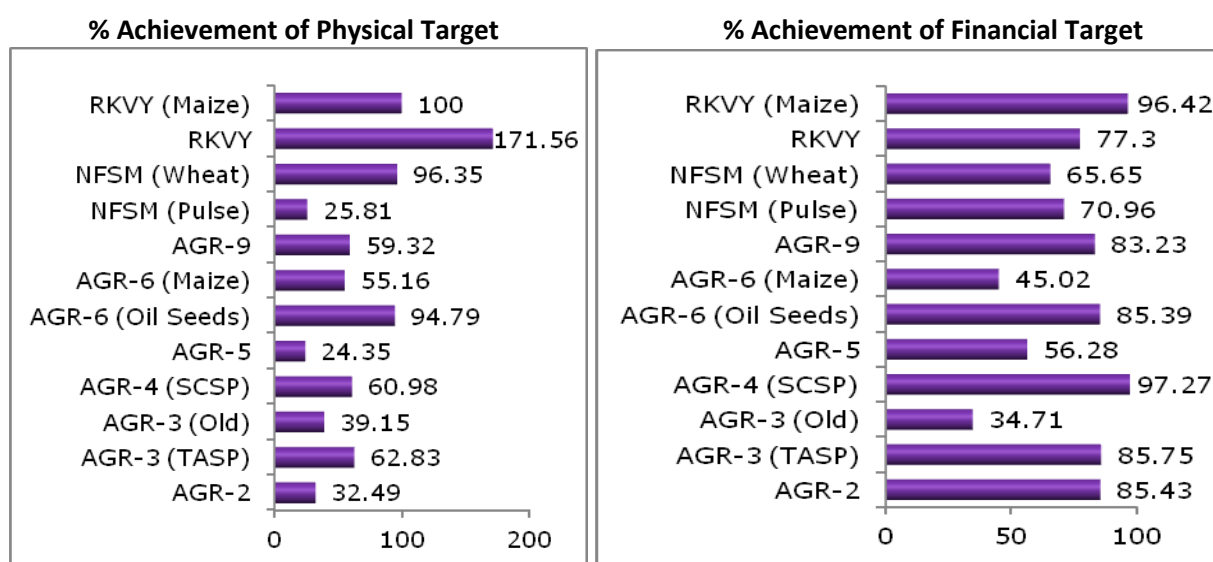 % Achievement of Physical Target
RKVY (Maize) 100
RKVY 171.56
NFSM (Wheat) 96.35
NFSM (Pulse) 25.81
AGR-9 59.32
AGR-6 (Maize) 55.16
AGR-6 (Oil Seeds) 94.79
AGR-5 24.35
AGR-4 (SCSP) 60.98
AGR-3 (Old) 39.15
AGR-3 (TASP) 62.83
AGR-2 32.49
0 100 200
% Achievement of Financial Target
RKVY (Maize) 96.42
RKVY 77.3
NFSM (Wheat) 65.65
NFSM (Pulse) 70.96
AGR-9 83.23
AGR-6 (Maize) 45.02
AGR-6 (Oil Seeds) 85.39
AGR-5 56.28
AGR-4 (SCSP) 97.27
AGR-3 (Old) 34.71
AGR-3 (TASP) 85.75
AGR-2 85.43
0 50 100